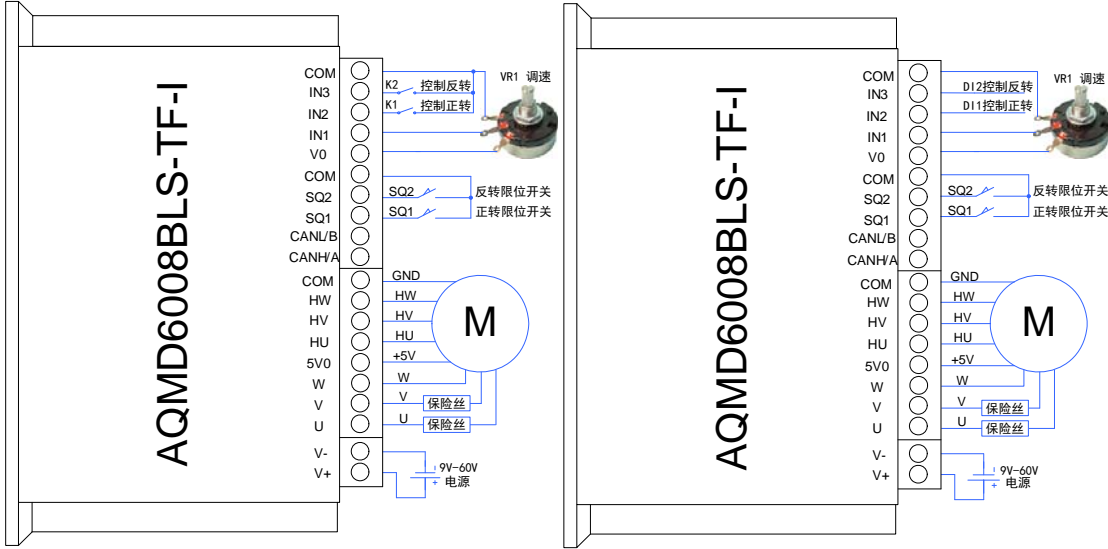 AQMD6008BLS-TF-I
COM
IN3
IN2
IN1
V0
COM
SQ2
SQ1
CANL/B
CANH/A
COM
HW
HV
HU
5V0
W
V
U
V-
V+
K2 控制反转
K1 控制正转
VR1 调速
SQ2 反转限位开关
SQ1 正转限位开关
GND
HW
HV
HU
+5V
W
V 保险丝
U 保险丝
M
9V-60V
电源
AQMD6008BLS-TF-I
COM
IN3
IN2
IN1
V0
COM
SQ2
SQ1
CANL/B
CANH/A
COM
HW
HV
HU
5V0
W
V
U
V-
V+
DI2控制反转
DI1控制正转
VR1 调速
SQ2 反转限位开关
SQ1 正转限位开关
GND
HW
HV
HU
+5V
W
V 保险丝
U 保险丝
M
9V-60V
电源